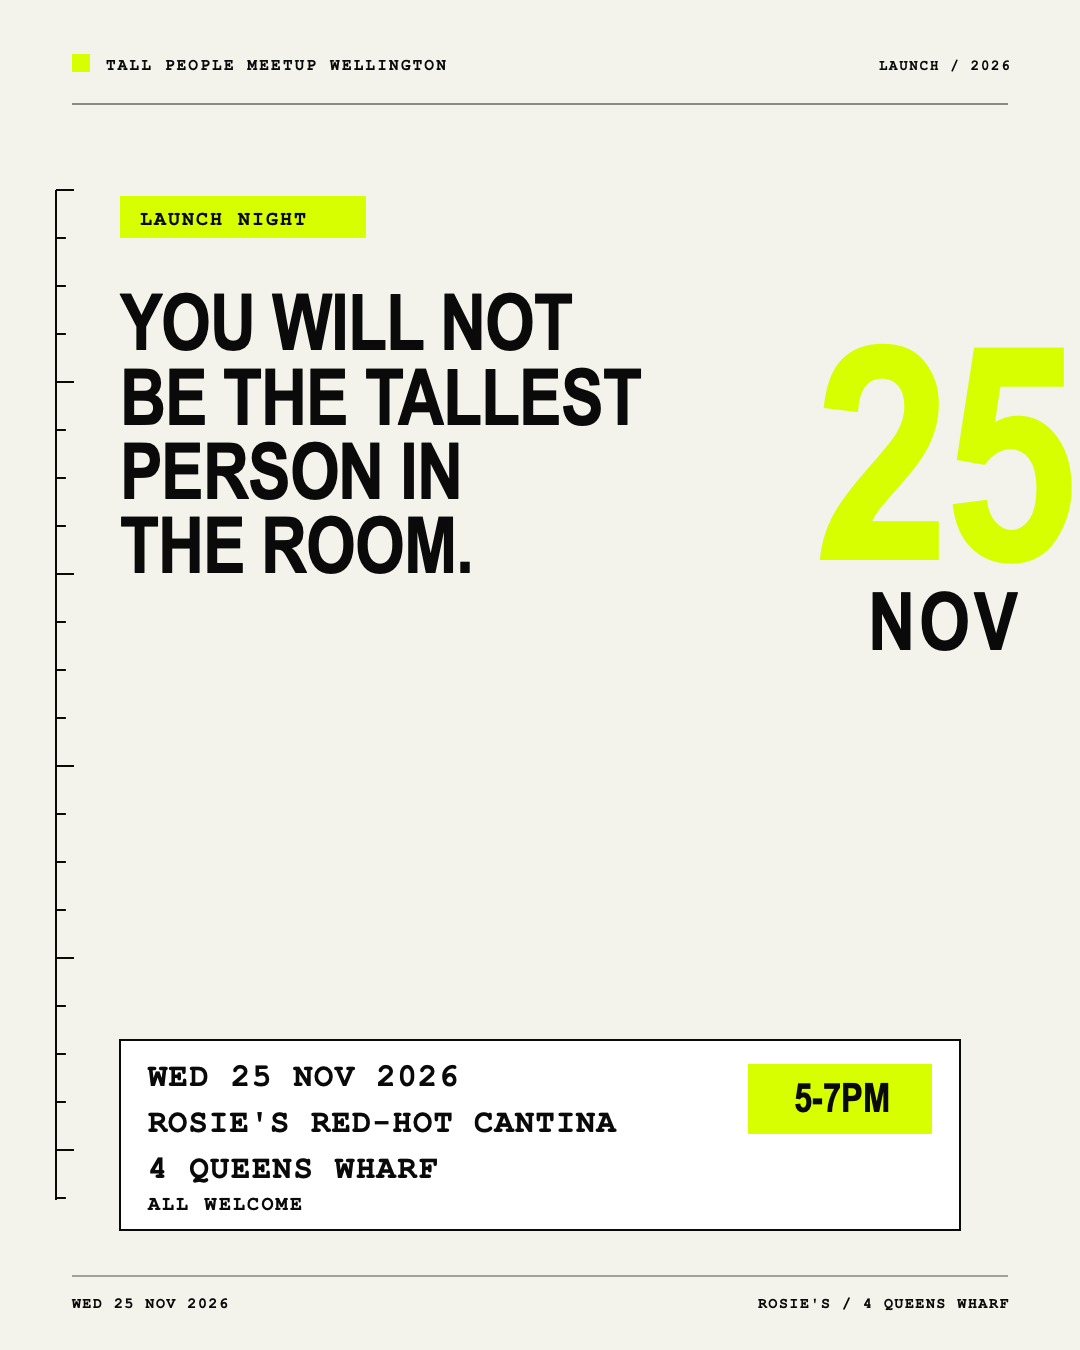 TALL PEOPLE MEETUP WELLINGTON
LAUNCH / 2026
LAUNCH NIGHT
YOU WILL NOT
BE THE TALLEST
PERSON IN
THE ROOM.
25
NOV
WED 25 NOV 2026
ROSIE'S RED-HOT CANTINA
4 QUEENS WHARF
ALL WELCOME
5-7PM
WED 25 NOV 2026
ROSIE'S / 4 QUEENS WHARF